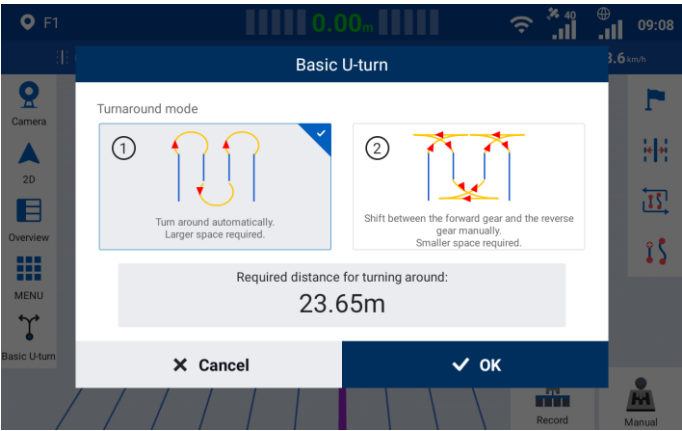 F1
0.00m
40
09:08
3.6 km/h
Basic U-turn
Turnaround mode
1
Turn around automatically.
Larger space required.
2
Shift between the forward gear and the reverse
gear manually.
Smaller space required.
Required distance for turning around:
23.65m
Cancel
OK
Camera
2D
Overview
MENU
Basic U-turn
Record
Manual